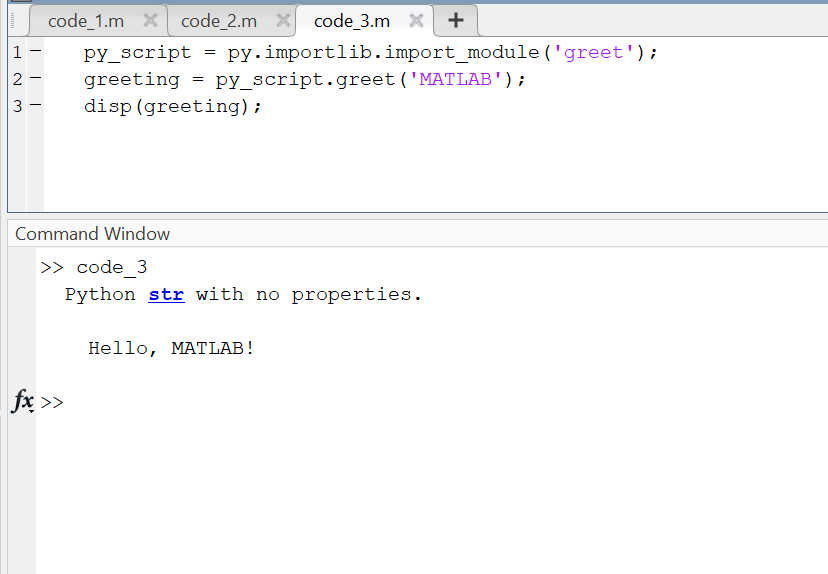 code_1.m code_2.m code_3.m +
1 py_script = py.importlib.import_module('greet');
2 greeting = py_script.greet('MATLAB');
3 disp(greeting);
Command Window
>> code_3
Python str with no properties.
Hello, MATLAB!
fx >>